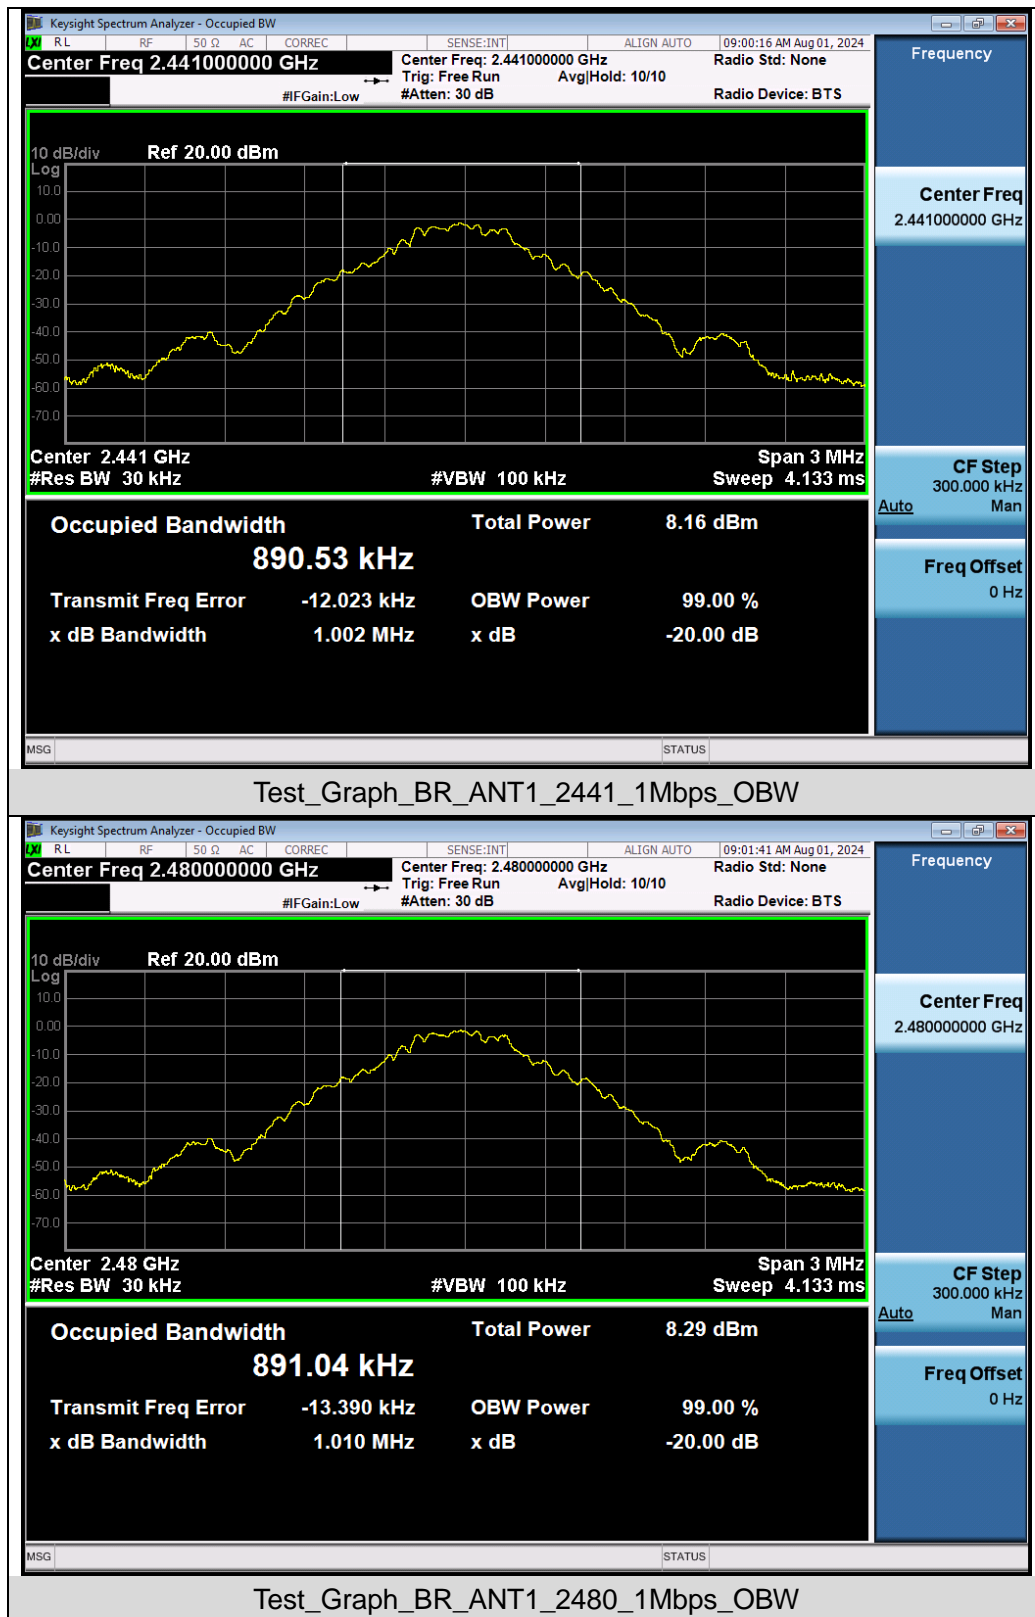 Keysight Spectrum Analyzer - Occupied BW
LXI RL RF 50 Ω AC CORREC SENSE:INT ALIGN AUTO 09:00:16 AM Aug 01, 2024
Center Freq 2.441000000 GHz Center Freq: 2.441000000 GHz Radio Std: None
Trig: Free Run Avg|Hold: 10/10
#IFGain:Low #Atten: 30 dB Radio Device: BTS
Frequency
10 dB/div Ref 20.00 dBm
Log
10.0
0.00
-10.0
-20.0
-30.0
-40.0
-50.0
-60.0
-70.0
Center Freq
2.441000000 GHz
Center 2.441 GHz Span 3 MHz
#Res BW 30 kHz #VBW 100 kHz Sweep 4.133 ms
CF Step
300.000 kHz
Auto Man
Occupied Bandwidth Total Power 8.16 dBm
890.53 kHz
Freq Offset
0 Hz
Transmit Freq Error -12.023 kHz OBW Power 99.00 %
x dB Bandwidth 1.002 MHz x dB -20.00 dB
MSG STATUS
Test_Graph_BR_ANT1_2441_1Mbps_OBW
Keysight Spectrum Analyzer - Occupied BW
LXI RL RF 50 Ω AC CORREC SENSE:INT ALIGN AUTO 09:01:41 AM Aug 01, 2024
Center Freq 2.480000000 GHz Center Freq: 2.480000000 GHz Radio Std: None
Trig: Free Run Avg|Hold: 10/10
#IFGain:Low #Atten: 30 dB Radio Device: BTS
Frequency
10 dB/div Ref 20.00 dBm
Log
10.0
0.00
-10.0
-20.0
-30.0
-40.0
-50.0
-60.0
-70.0
Center Freq
2.480000000 GHz
Center 2.48 GHz Span 3 MHz
#Res BW 30 kHz #VBW 100 kHz Sweep 4.133 ms
CF Step
300.000 kHz
Auto Man
Occupied Bandwidth Total Power 8.29 dBm
891.04 kHz
Freq Offset
0 Hz
Transmit Freq Error -13.390 kHz OBW Power 99.00 %
x dB Bandwidth 1.010 MHz x dB -20.00 dB
MSG STATUS
Test_Graph_BR_ANT1_2480_1Mbps_OBW